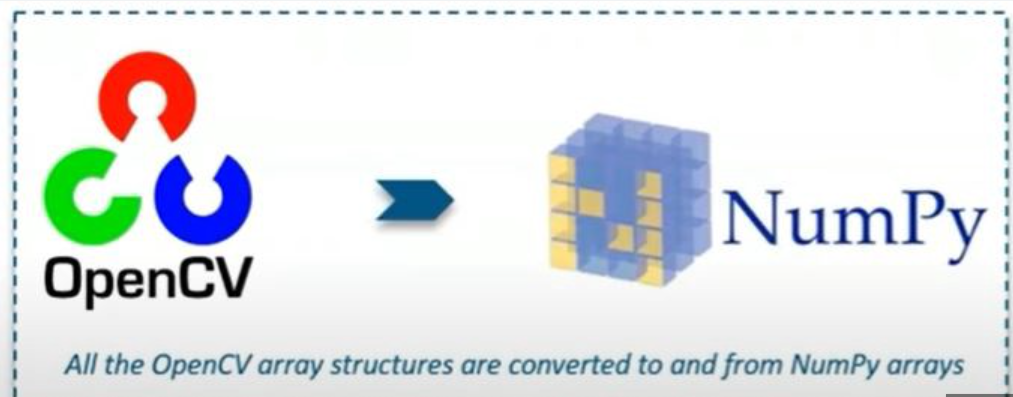 OpenCV
NumPy
All the OpenCV array structures are converted to and from NumPy arrays